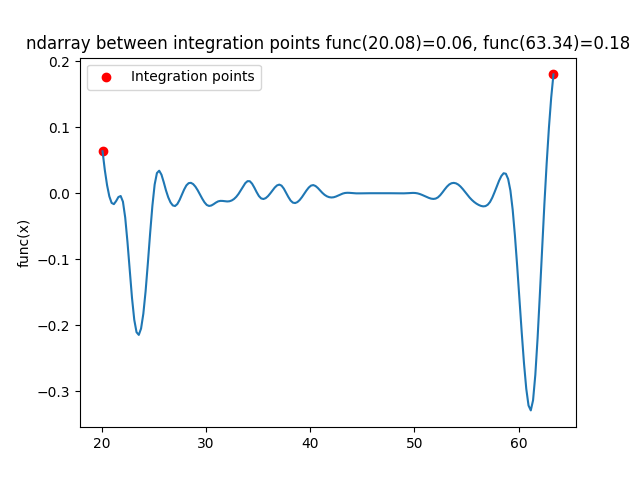 ndarray between integration points func(20.08)=0.06, func(63.34)=0.18
Integration points
func(x)
0.2
0.1
0.0
−0.1
−0.2
−0.3
20 30 40 50 60